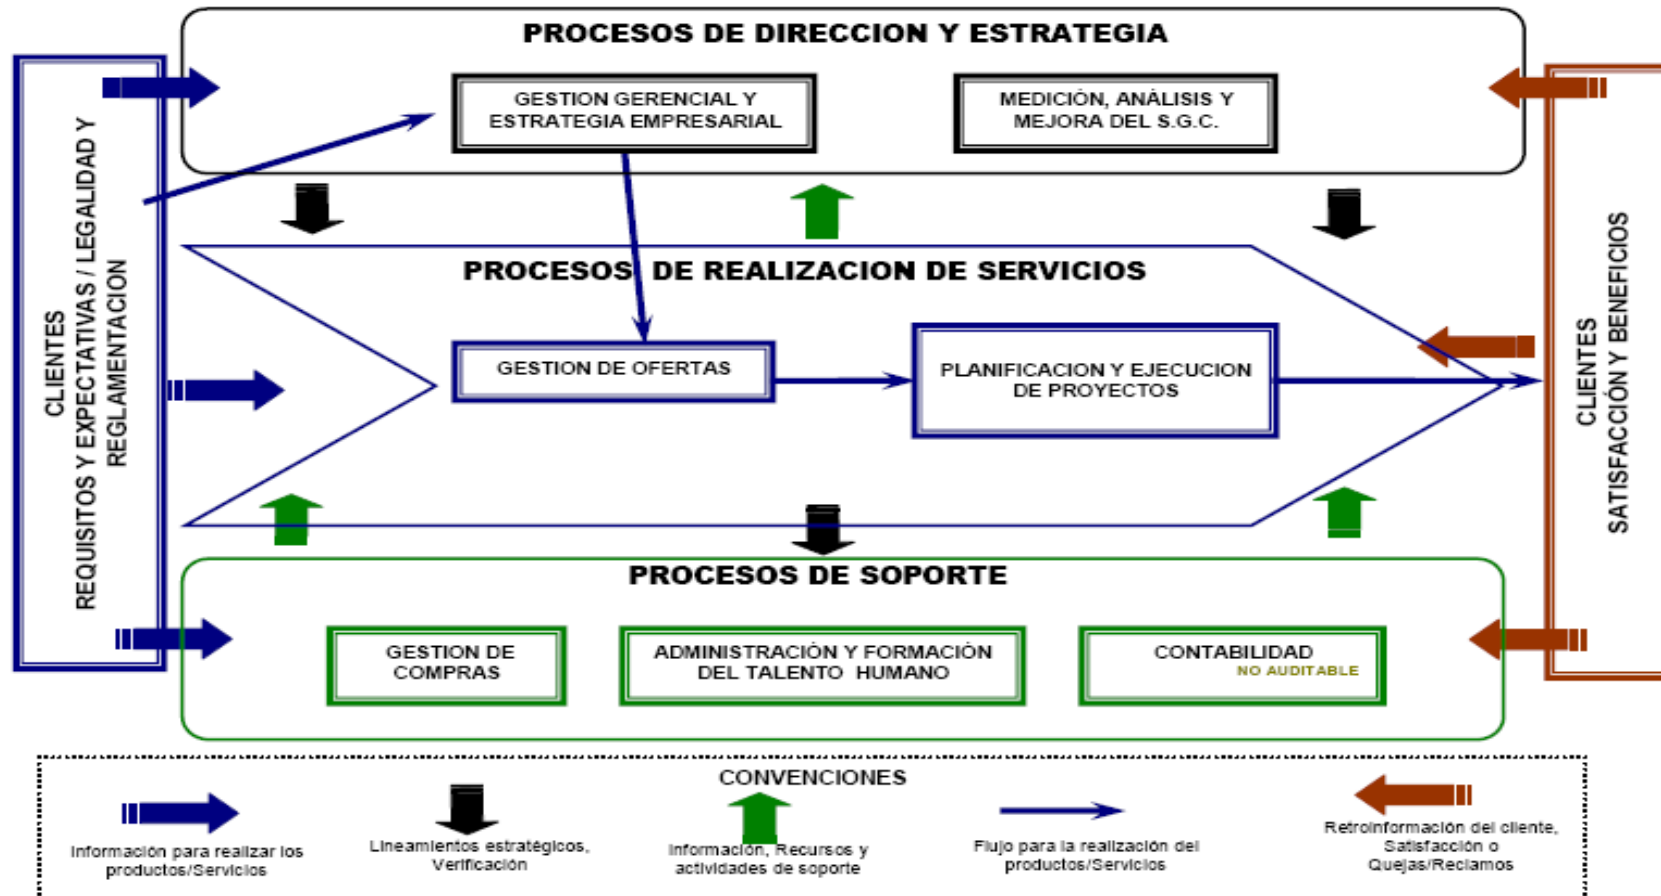 PROCESOS DE DIRECCION Y ESTRATEGIA
GESTION GERENCIAL Y
ESTRATEGIA EMPRESARIAL
MEDICIÓN, ANÁLISIS Y
MEJORA DEL S.G.C.
CLIENTES
REQUISITOS Y EXPECTATIVAS / LEGALIDAD Y
REGLAMENTACION
PROCESOS DE REALIZACION DE SERVICIOS
GESTION DE OFERTAS
PLANIFICACION Y EJECUCION
DE PROYECTOS
CLIENTES
SATISFACCIÓN Y BENEFICIOS
PROCESOS DE SOPORTE
GESTION DE
COMPRAS
ADMINISTRACIÓN Y FORMACIÓN
DEL TALENTO HUMANO
CONTABILIDAD
NO AUDITABLE
CONVENCIONES
Información para realizar los
productos/Servicios
Lineamientos estratégicos,
Verificación
Información, Recursos y
actividades de soporte
Flujo para la realización del
productos/Servicios
Retroinformación del cliente,
Satisfacción o
Quejas/Reclamos